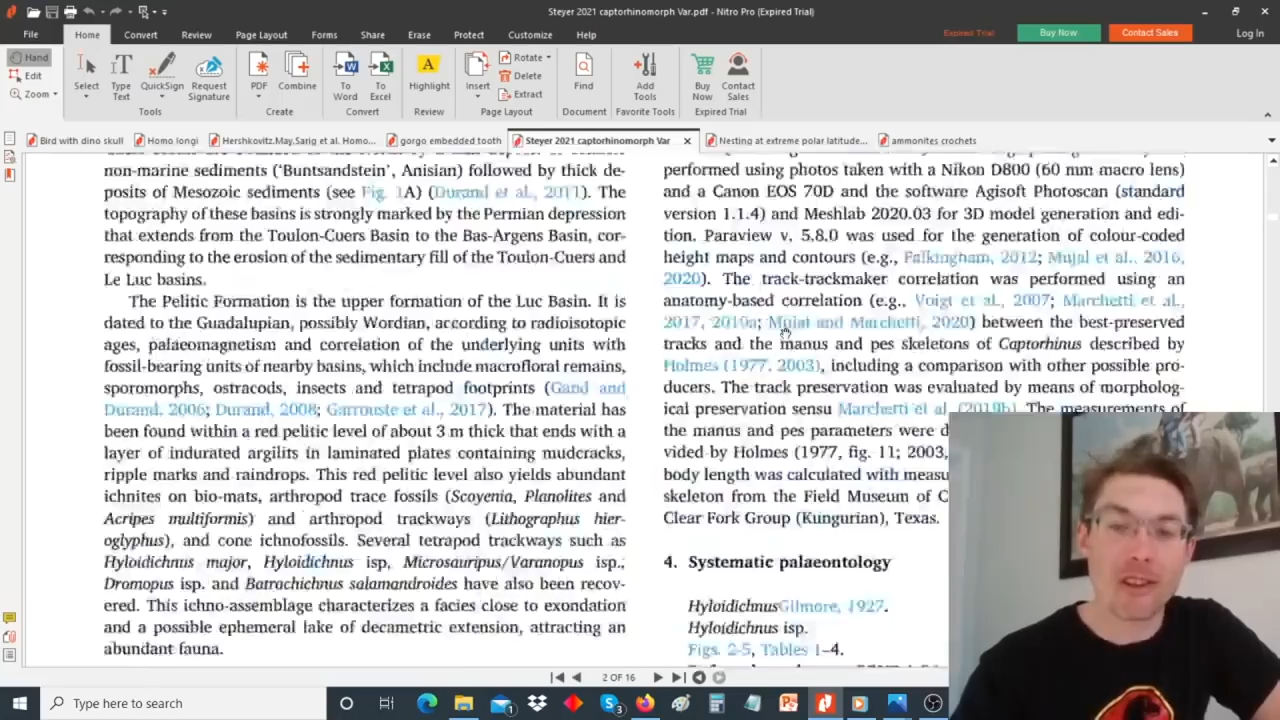 Steyer 2021 captorhinomorph Var.pdf - Nitro Pro (Expired Trial)
File Home Convert Review Page Layout Forms Share Erase Protect Customize Help Expired Trial Buy Now Contact Sales Log In
Hand
Edit
Zoom
Select
Type Text
QuickSign
Request Signature
PDF
Combine
To Word
To Excel
Highlight
Insert
Rotate
Delete
Extract
Find
Add Tools
Buy Now
Contact Sales
Tools Create Convert Review Page Layout Document Favorite Tools Expired Trial
Bird with dino skull Homo longi Hershkovitz.May.Sarig et al. Homo... gorgo embedded tooth Steyer 2021 captorhinomorph Var Nesting at extreme polar latitude... ammonites crochets
non-marine sediments ('Buntsandstein', Anisian) followed by thick de-
posits of Mesozoic sediments (see Fig. 1A) (Durand et al., 2011). The
topography of these basins is strongly marked by the Permian depression
that extends from the Toulon-Cuers Basin to the Bas-Argens Basin, cor-
responding to the erosion of the sedimentary fill of the Toulon-Cuers and
Le Luc basins.
The Pelitic Formation is the upper formation of the Luc Basin. It is
dated to the Guadalupian, possibly Wordian, according to radioisotopic
ages, palaeomagnetism and correlation of the underlying units with
fossil-bearing units of nearby basins, which include macrofloral remains,
sporomorphs, ostracods, insects and tetrapod footprints (Gand and
Durand, 2006; Durand, 2008; Garrouste et al., 2017). The material has
been found within a red pelitic level of about 3 m thick that ends with a
layer of indurated argilits in laminated plates containing mudcracks,
ripple marks and raindrops. This red pelitic level also yields abundant
ichnites on bio-mats, arthropod trace fossils (Scoyenia, Planolites and
Acripes multiformis) and arthropod trackways (Lithographus hier-
oglyphus), and cone ichnofossils. Several tetrapod trackways such as
Hyloidichnus major, Hyloidichnus isp, Microsauripus/Varanopus isp.;
Dromopus isp. and Batrachichnus salamandroides have also been recov-
ered. This ichno-assemblage characterizes a facies close to exondation
and a possible ephemeral lake of decametric extension, attracting an
abundant fauna.
performed using photos taken with a Nikon D800 (60 mm macro lens)
and a Canon EOS 70D and the software Agisoft Photoscan (standard
version 1.1.4) and Meshlab 2020.03 for 3D model generation and edi-
tion. Paraview v. 5.8.0 was used for the generation of colour-coded
height maps and contours (e.g., Falkingham, 2012; Mujal et al., 2016,
2020). The track-trackmaker correlation was performed using an
anatomy-based correlation (e.g., Voigt et al., 2007; Marchetti et al.,
2017, 2019a; Mujal and Marchetti, 2020) between the best-preserved
tracks and the manus and pes skeletons of Captorhinus described by
Holmes (1977, 2003), including a comparison with other possible pro-
ducers. The track preservation was evaluated by means of morpholog-
ical preservation sensu Marchetti et al. (2019b). The measurements of
the manus and pes parameters were d
vided by Holmes (1977, fig. 11; 2003,
body length was calculated with measu
skeleton from the Field Museum of C
Clear Fork Group (Kungurian), Texas.
4. Systematic palaeontology
HyloidichnusGilmore, 1927.
Hyloidichnus isp.
Figs. 2-5, Tables 1–4.
2 OF 16
Type here to search